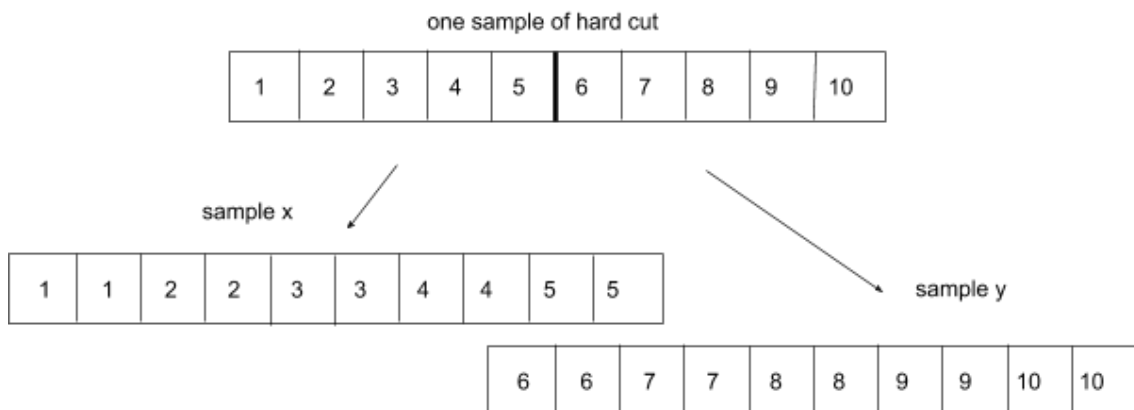 one sample of hard cut
1 2 3 4 5 6 7 8 9 10
sample x
1 1 2 2 3 3 4 4 5 5
sample y
6 6 7 7 8 8 9 9 10 10